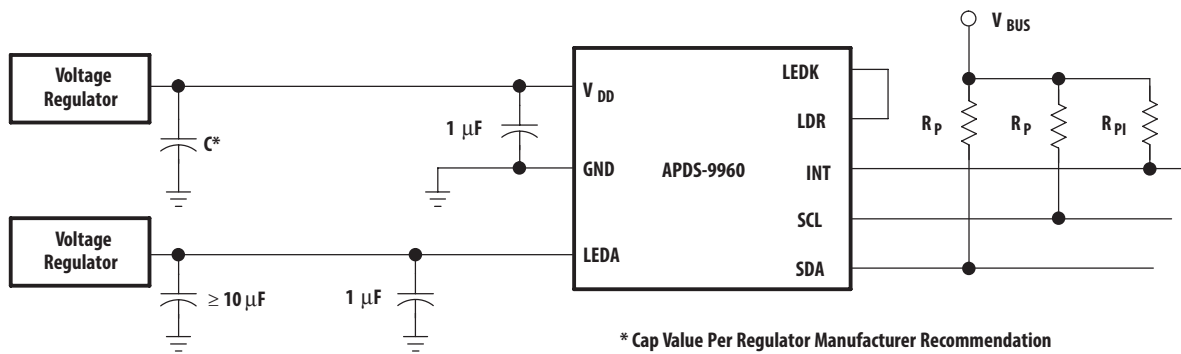 V BUS
Voltage
Regulator
C*
1 µF
V DD
GND
LEDA
APDS-9960
LEDK
LDR
INT
SCL
SDA
R P
R P
R PI
Voltage
Regulator
≥ 10 µF
1 µF
* Cap Value Per Regulator Manufacturer Recommendation